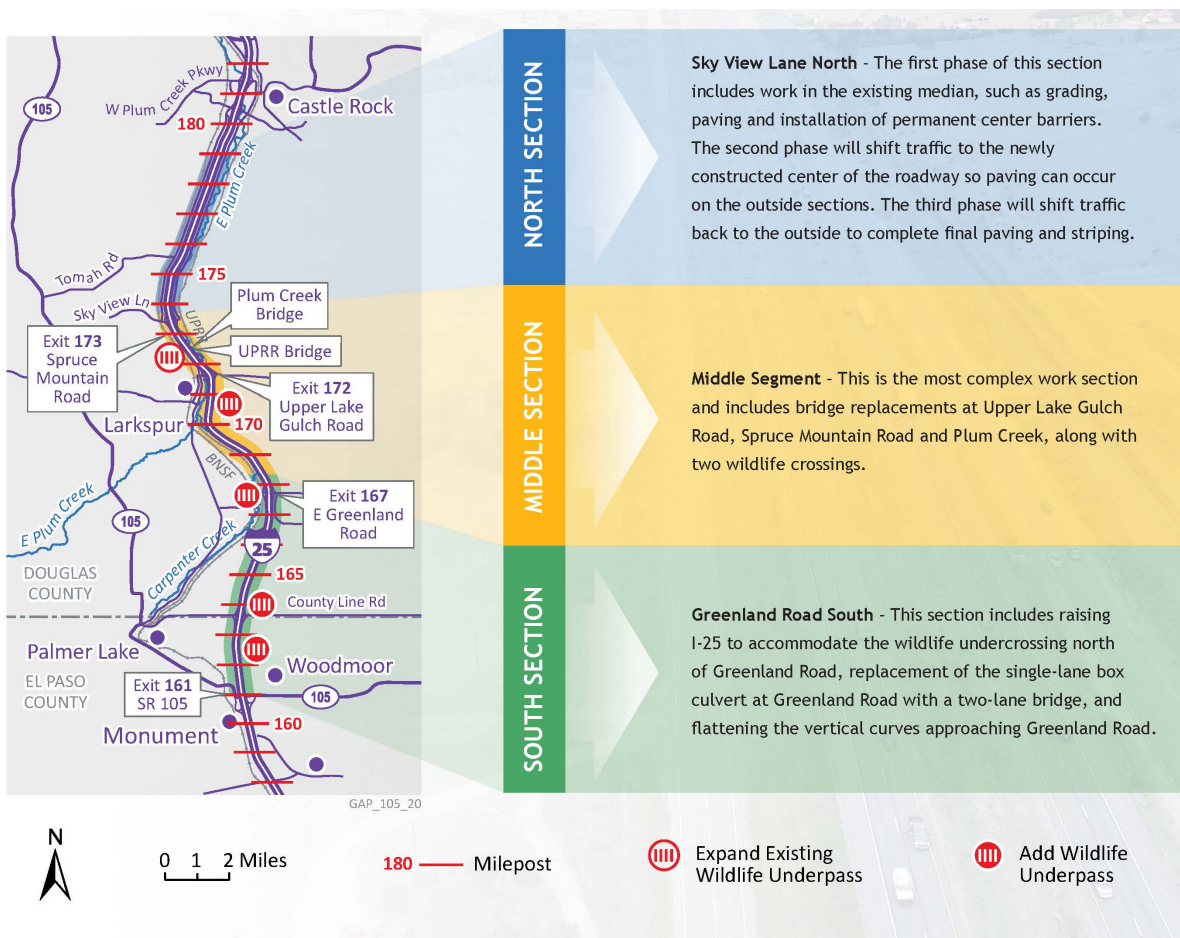 W Plum Creek Pkwy
105
Castle Rock
180
E Plum Creek
Tomah Rd
175
Sky View Ln
UPRR
Plum Creek
Bridge
Exit 173
Spruce
Mountain
Road
UPRR Bridge
Exit 172
Upper Lake
Gulch Road
Larkspur
170
BNSF
Exit 167
E Greenland
Road
E Plum Creek
105
Carpenter Creek
25
165
DOUGLAS
COUNTY
County Line Rd
Palmer Lake
Woodmoor
EL PASO
COUNTY
Exit 161
SR 105
105
160
Monument
GAP_105_20
NORTH SECTION
Sky View Lane North - The first phase of this section
includes work in the existing median, such as grading,
paving and installation of permanent center barriers.
The second phase will shift traffic to the newly
constructed center of the roadway so paving can occur
on the outside sections. The third phase will shift traffic
back to the outside to complete final paving and striping.
MIDDLE SECTION
Middle Segment - This is the most complex work section
and includes bridge replacements at Upper Lake Gulch
Road, Spruce Mountain Road and Plum Creek, along with
two wildlife crossings.
SOUTH SECTION
Greenland Road South - This section includes raising
I-25 to accommodate the wildlife undercrossing north
of Greenland Road, replacement of the single-lane box
culvert at Greenland Road with a two-lane bridge, and
flattening the vertical curves approaching Greenland Road.
N
0 1 2 Miles
180 Milepost
Expand Existing
Wildlife Underpass
Add Wildlife
Underpass